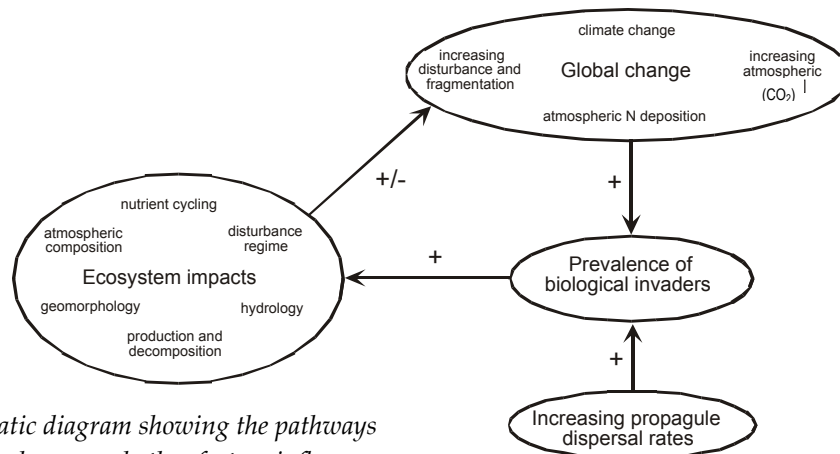 climate change
increasing
disturbance and
fragmentation
Global change
increasing
atmospheric
(CO₂)
atmospheric N deposition
+/-
+
nutrient cycling
atmospheric
composition
disturbance
regime
Ecosystem impacts
geomorphology
hydrology
production and
decomposition
+
Prevalence of
biological invaders
+
Increasing propagule
dispersal rates
atic diagram showing the pathways